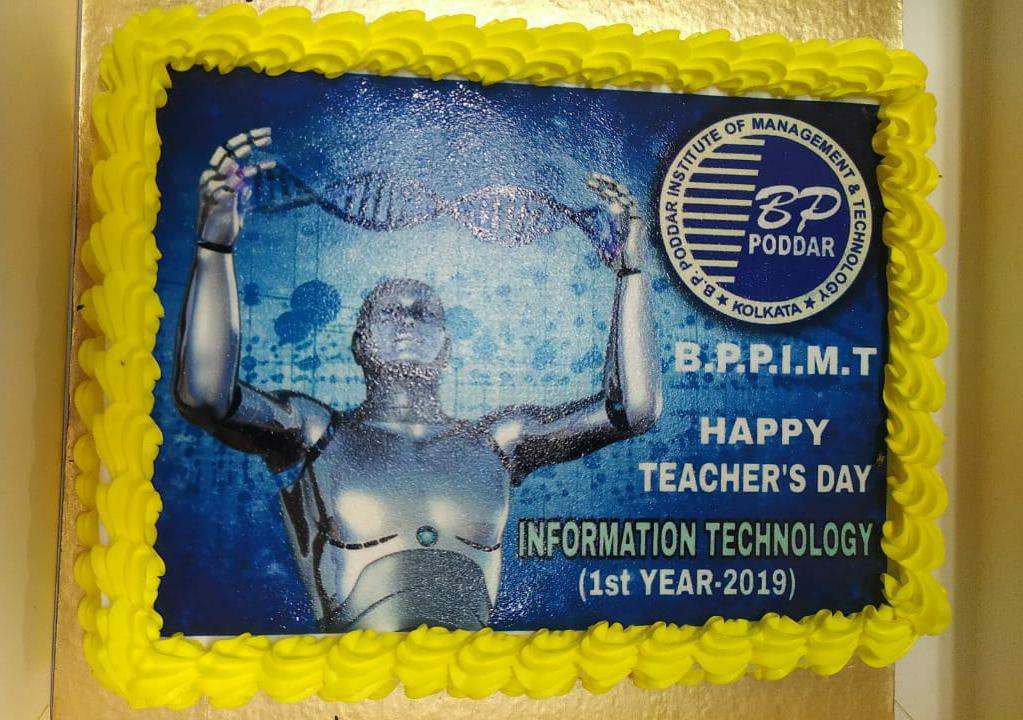 B.P. PODDAR INSTITUTE OF MANAGEMENT & TECHNOLOGY
★ KOLKATA ★
BP
PODDAR
B.P.P.I.M.T
HAPPY
TEACHER'S DAY
INFORMATION TECHNOLOGY
(1st YEAR-2019)